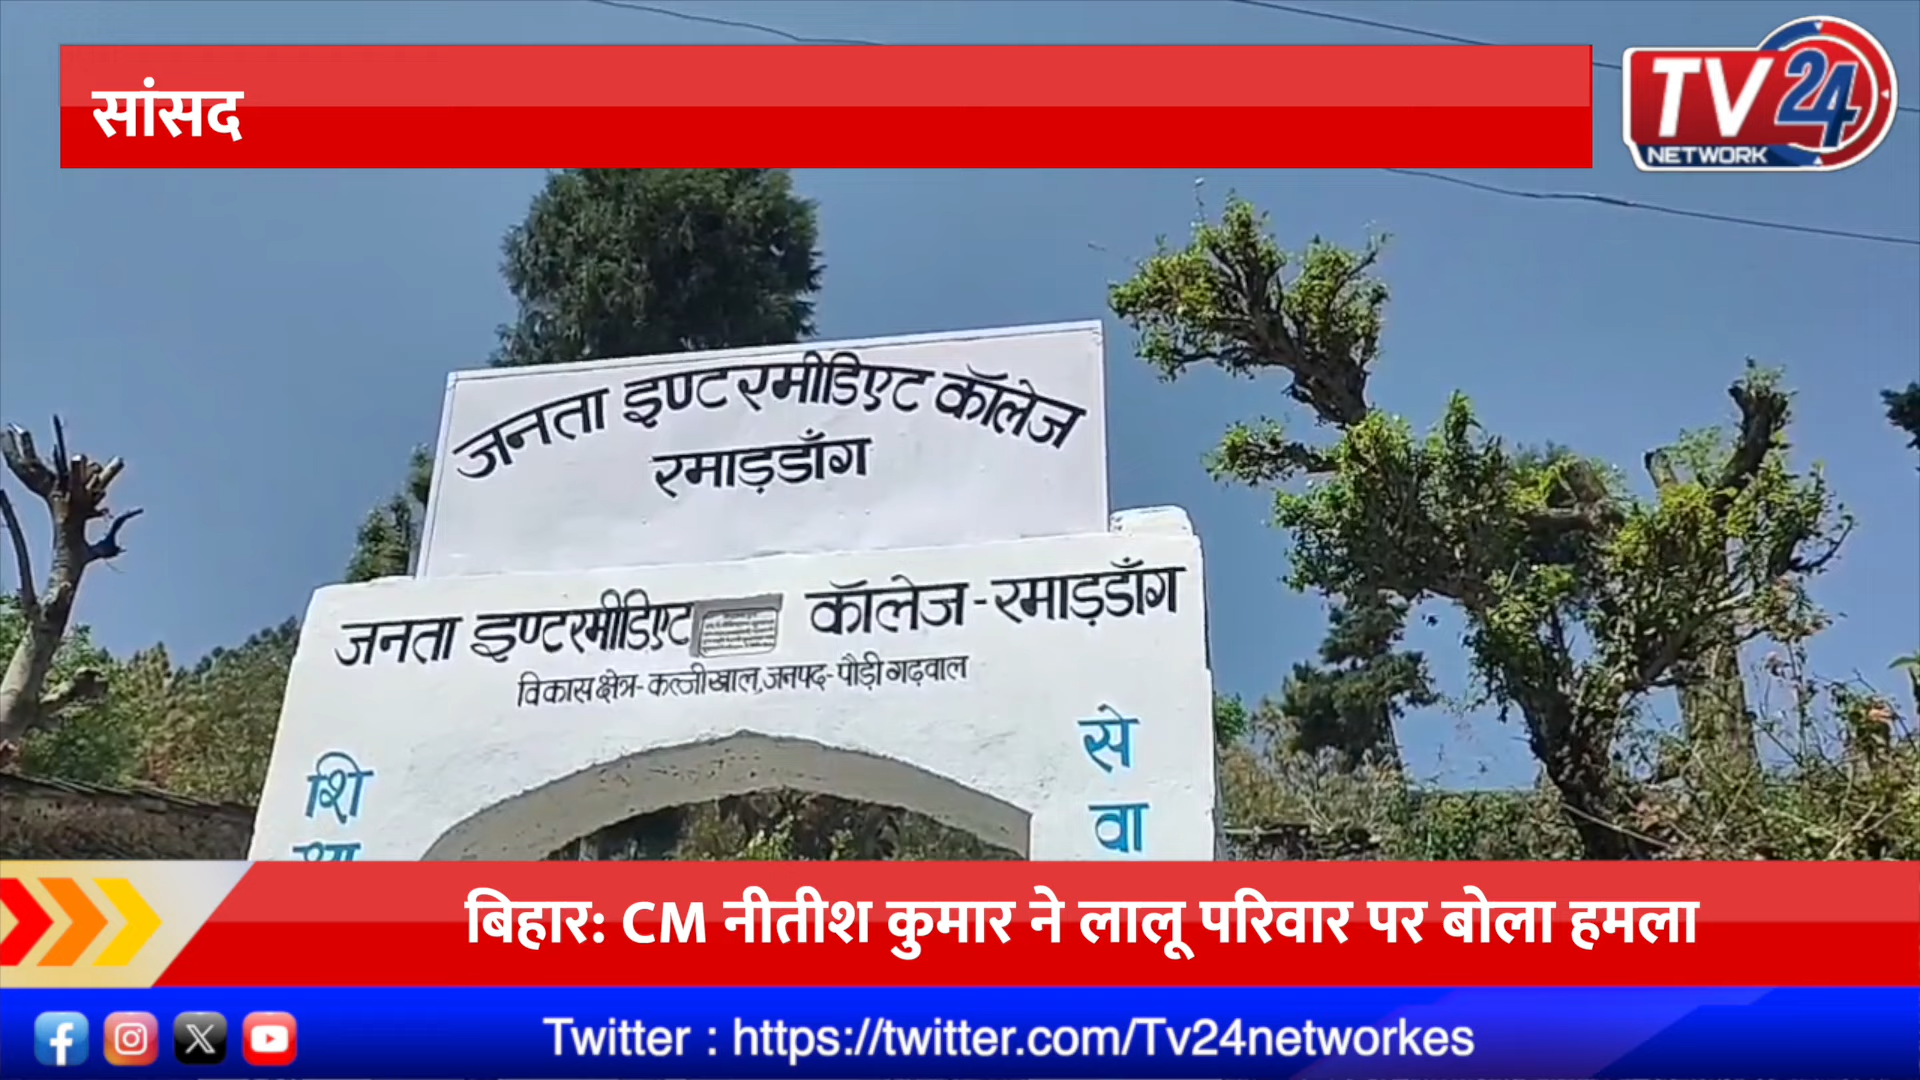 सांसद
TV24
NETWORK
जनता इण्टरमीडिएट कॉलेज
रमाड़डाँग
जनता इण्टरमीडिएट कॉलेज-रमाड़डाँग
विकास क्षेत्र-कल्जीखाल, जनपद-पौड़ी गढ़वाल
शि
से
वा
बिहार: CM नीतीश कुमार ने लालू परिवार पर बोला हमला
Twitter : https://twitter.com/Tv24networkes